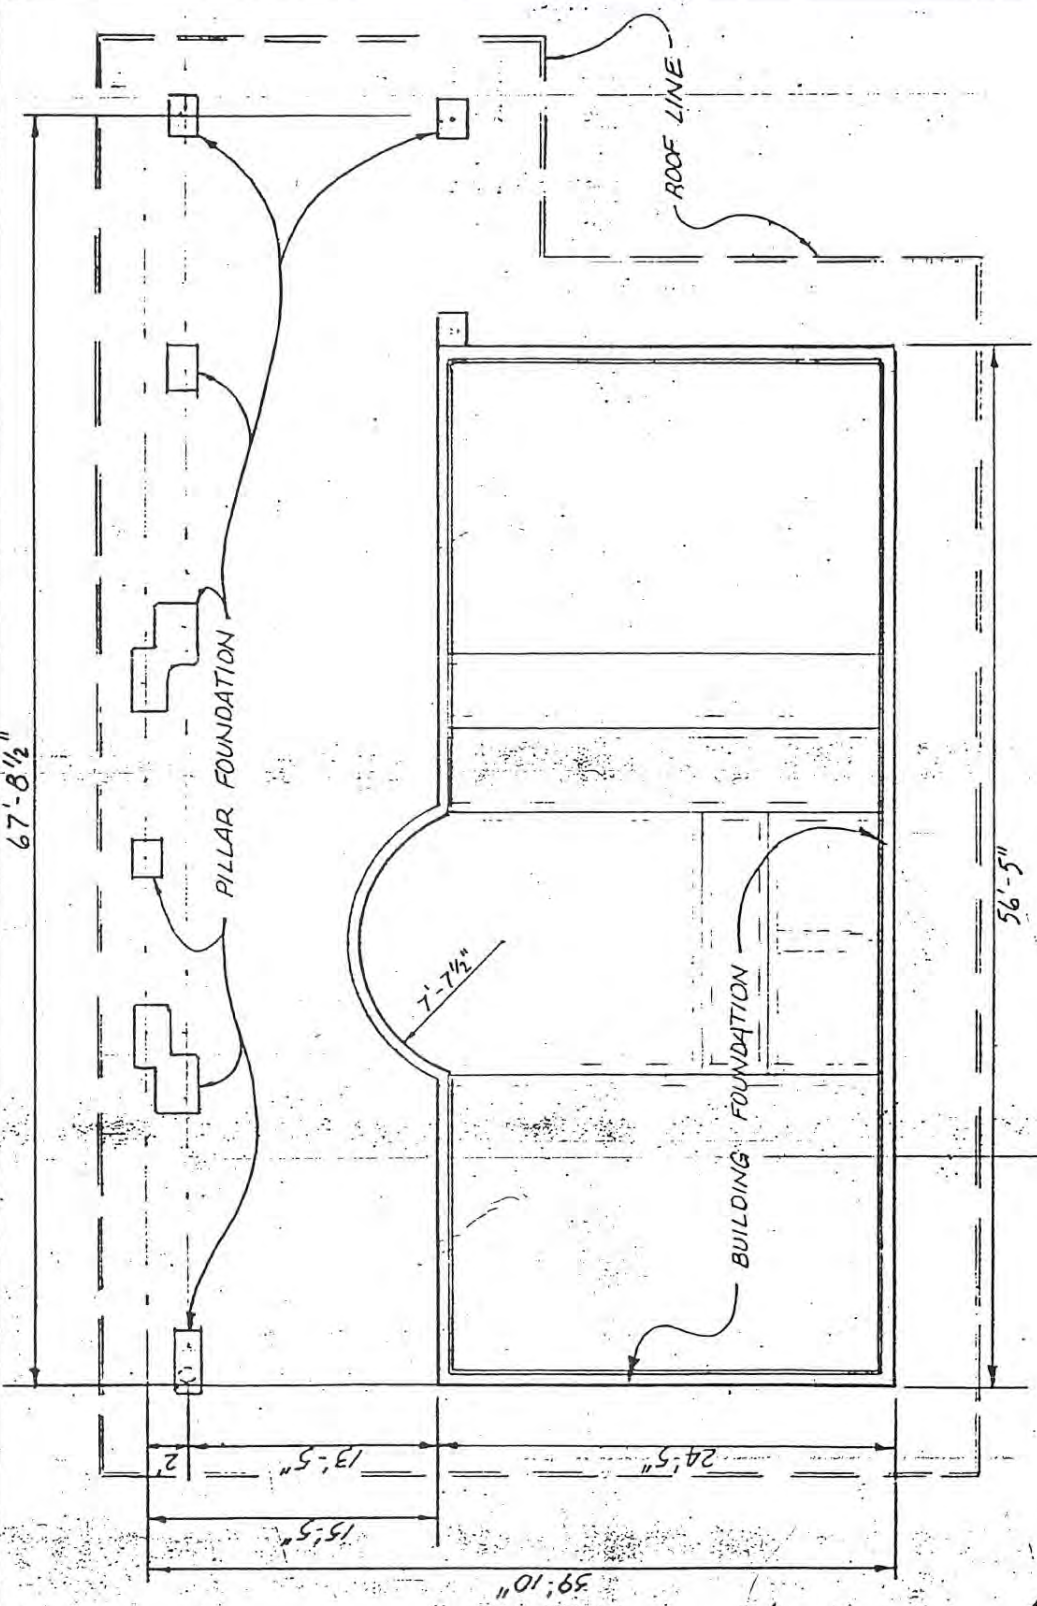 ROOF LINE
67'-8½"
PILLAR FOUNDATION
7'-7½"
56'-5"
BUILDING FOUNDATION
2'
13'-5"
24'-5"
15'-5"
39'-10"